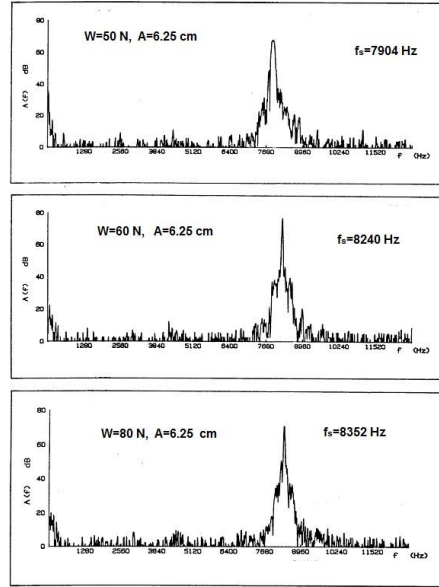 80
60
40
20
0
A(F) dB
W=50 N, A=6.25 cm
fs=7904 Hz
1280 2560 3840 5120 6400 7680 8960 10240 11520
f (Hz)
80
60
40
20
0
A(F) dB
W=60 N, A=6.25 cm
fs=8240 Hz
1280 2560 3840 5120 6400 7680 8960 10240 11520
f (Hz)
80
60
40
20
0
A(F) dB
W=80 N, A=6.25 cm
fs=8352 Hz
1280 2560 3840 5120 6400 7680 8960 10240 11520
f (Hz)